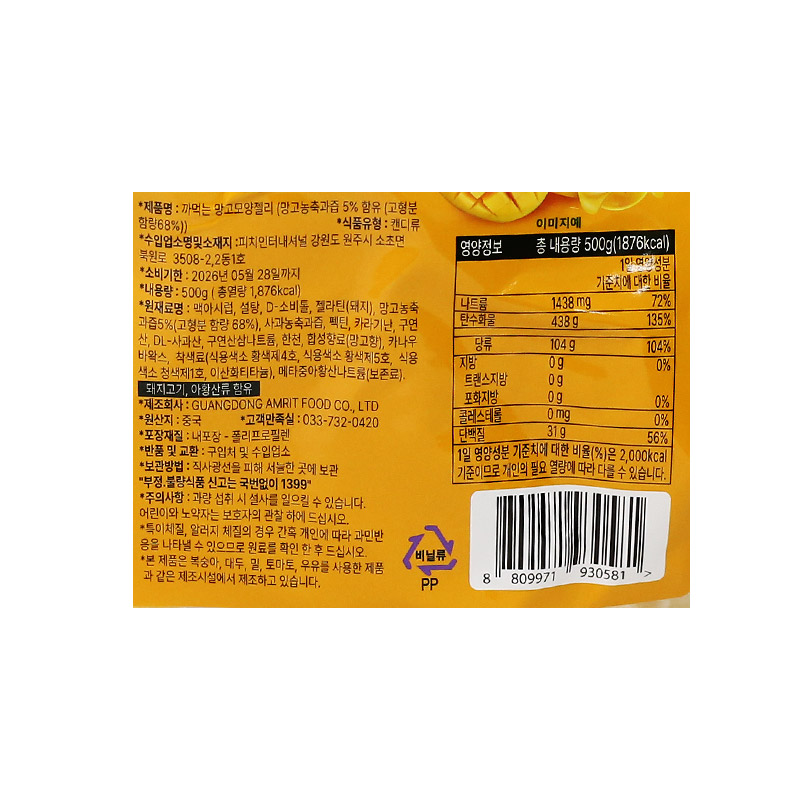 *제품명 : 까먹는 망고모양젤리 (망고농축과즙 5% 함유 (고형분
함량68%)) *식품유형 : 캔디류
*수입업소명및소재지 :피치인터내셔널 강원도 원주시 소초면
북원로 3508-2,2동1호
*소비기한 : 2026년 05월 28일까지
*내용량 : 500g ( 총열량 1,876kcal)
*원재료명 : 맥아시럽, 설탕, D-소비톨, 젤라틴(돼지), 망고농축
과즙5%(고형분 함량 68%), 사과농축과즙, 펙틴, 카라기난, 구연
산, DL-사과산, 구연산삼나트륨, 한천, 합성향료(망고향), 카나우
바왁스, 착색료(식용색소 황색제4호, 식용색소 황색제5호, 식용
색소 청색제1호, 이산화티타늄), 메타중아황산나트륨(보존료).
돼지고기, 아황산류 함유
*제조회사 : GUANGDONG AMRIT FOOD CO., LTD
*원산지 : 중국 *고객만족실 : 033-732-0420
*포장재질 : 내포장 - 폴리프로필렌
*반품 및 교환 : 구입처 및 수입업소
*보관방법 : 직사광선을 피해 서늘한 곳에 보관
"부정.불량식품 신고는 국번없이 1399"
*주의사항 : 과량 섭취 시 설사를 일으킬 수 있습니다.
어린이와 노약자는 보호자의 관찰 하에 드십시오.
*특이체질, 알러지 체질의 경우 간혹 개인에 따라 과민반
응을 나타낼 수 있으므로 원료를 확인 한 후 드십시오.
*본 제품은 복숭아, 대두, 밀, 토마토, 우유를 사용한 제품
과 같은 제조시설에서 제조하고 있습니다.
비닐류
PP
이미지예
영양정보 총 내용량 500g(1876kcal)
1일 영양성분
기준치에 대한 비율
나트륨 1438 mg 72%
탄수화물 438 g 135%
당류 104 g 104%
지방 0 g 0%
트랜스지방 0 g
포화지방 0 g 0%
콜레스테롤 0 mg 0%
단백질 31 g 56%
1일 영양성분 기준치에 대한 비율(%)은 2,000kcal
기준이므로 개인의 필요 열량에 따라 다를 수 있습니다.
8 809971 930581 >